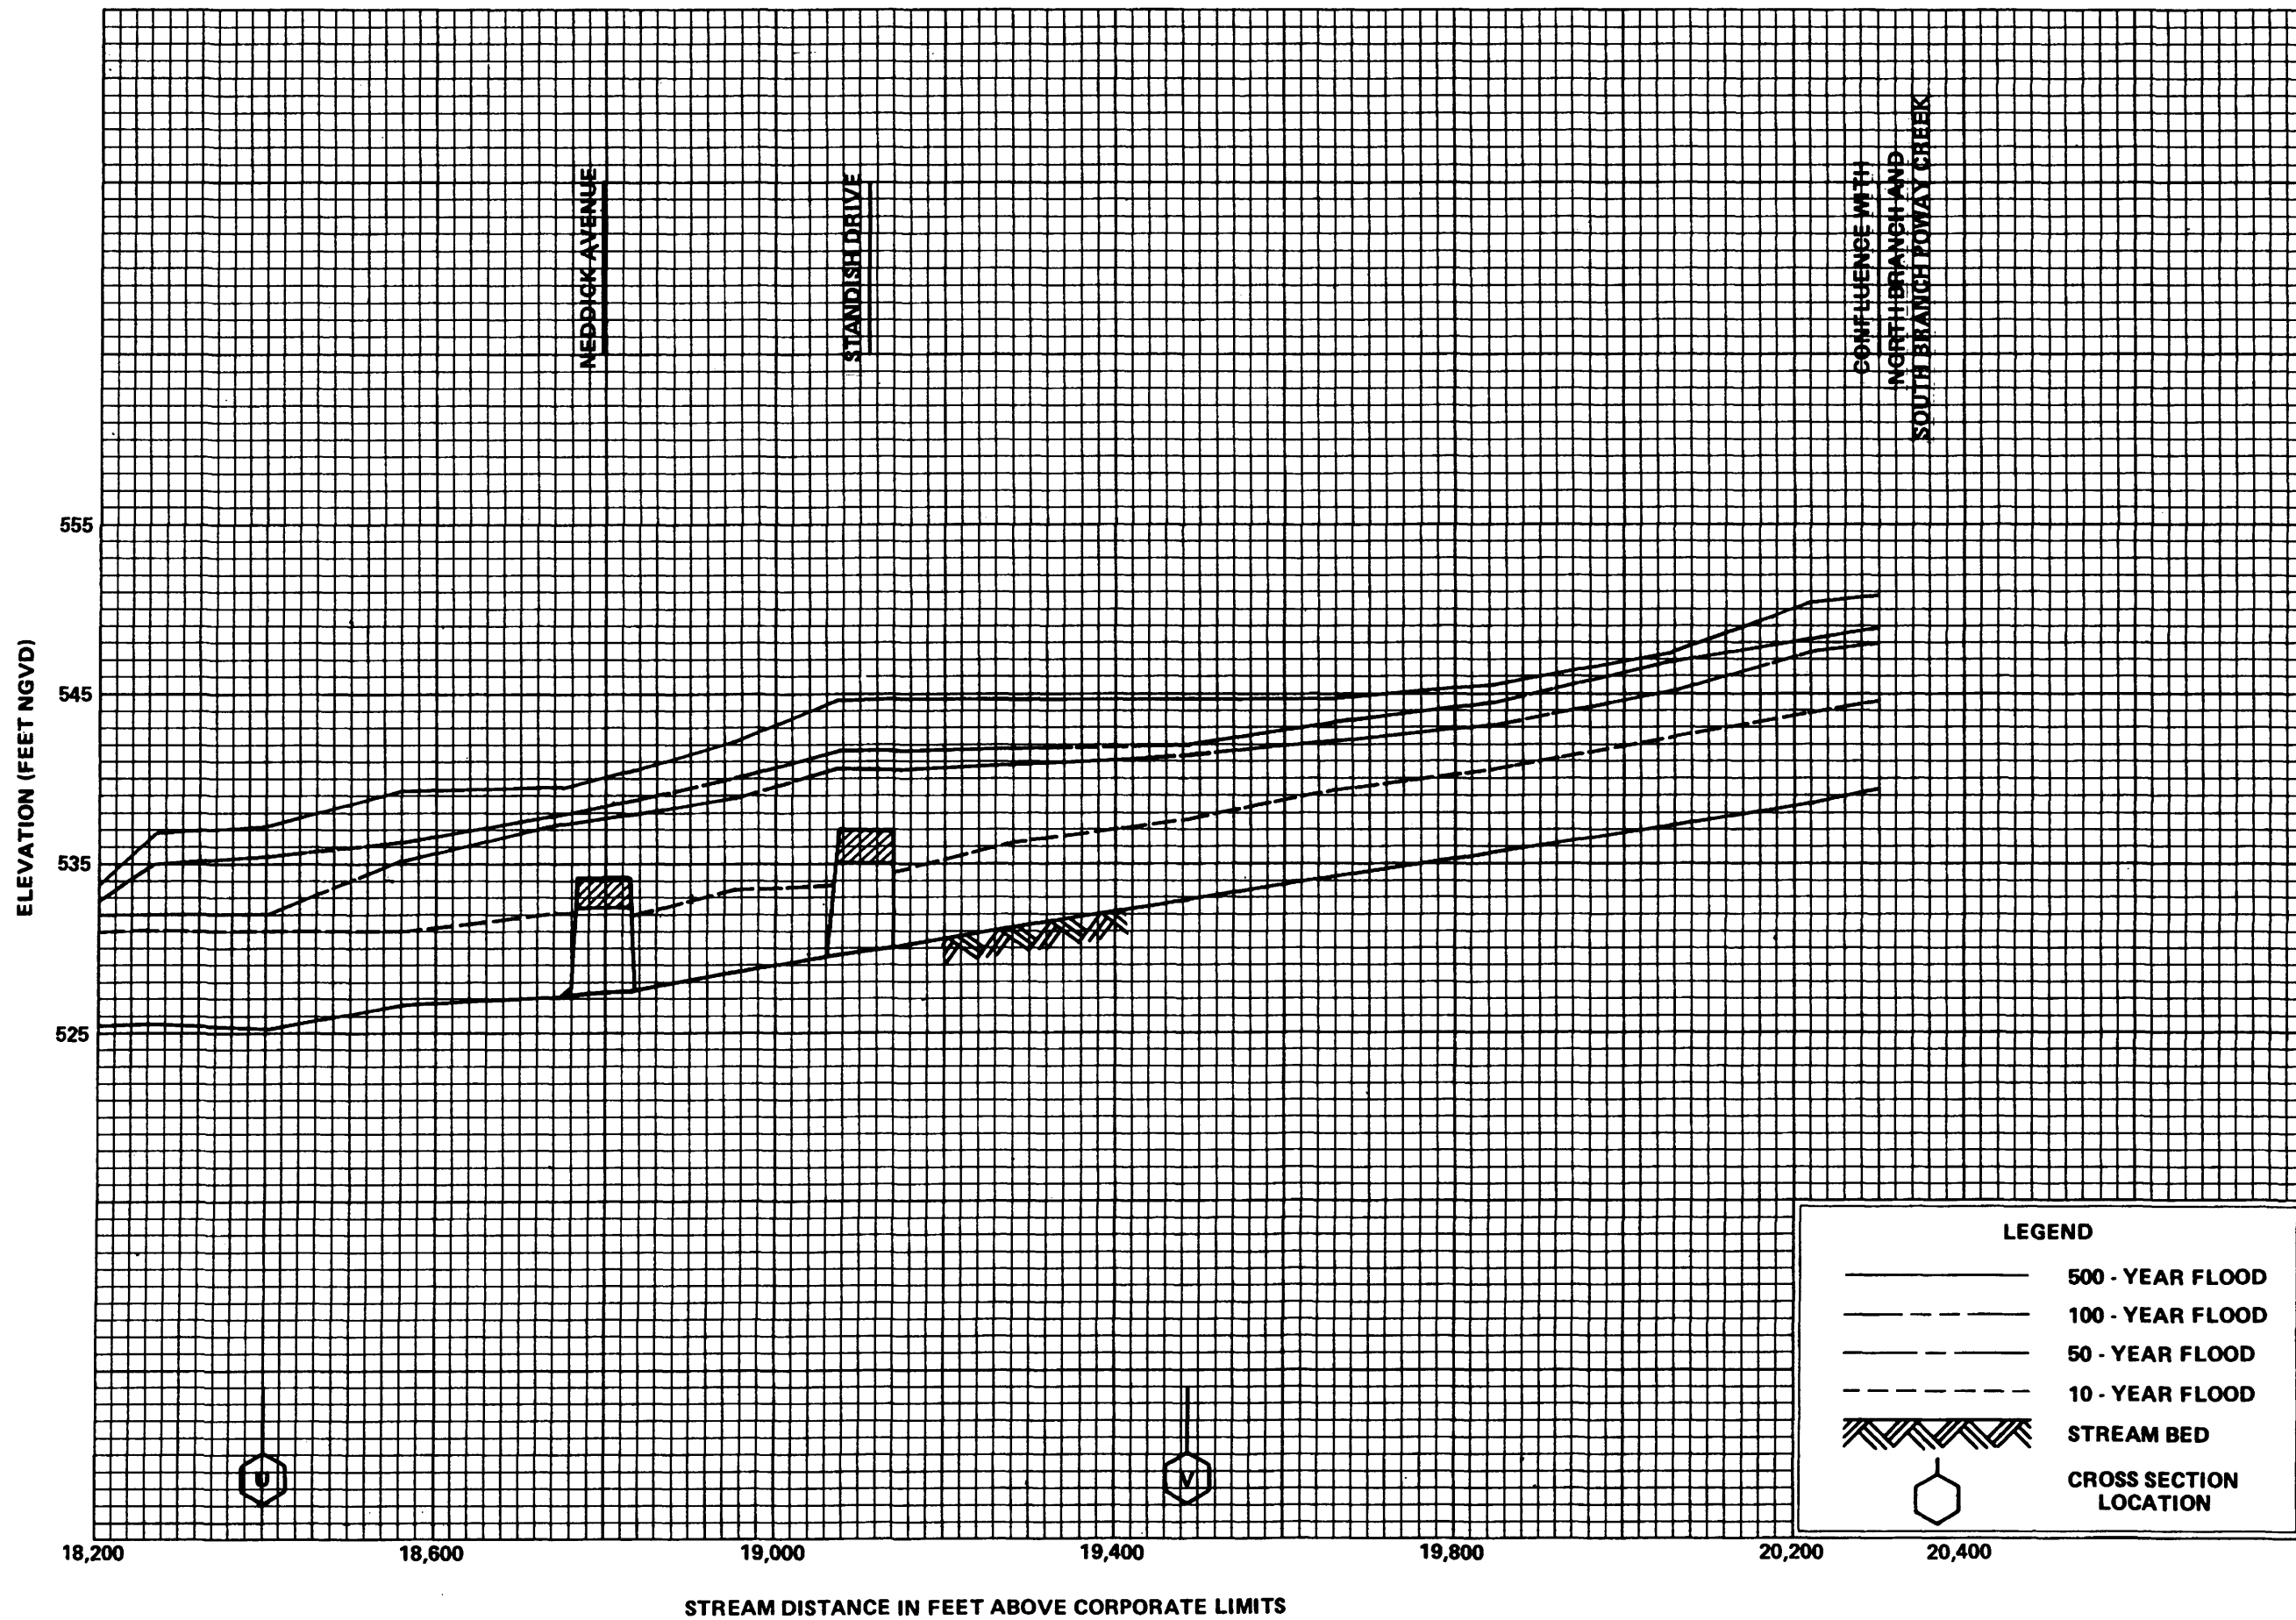 NEDDICK AVENUE
STANDISH DRIVE
CONFLUENCE WITH
NORTH BRANCH AND
SOUTH BRANCH POWAY CREEK
ELEVATION (FEET NGVD)
555
545
535
525
U
V
LEGEND
500 - YEAR FLOOD
100 - YEAR FLOOD
50 - YEAR FLOOD
10 - YEAR FLOOD
STREAM BED
CROSS SECTION
LOCATION
18,200
18,600
19,000
19,400
19,800
20,200
20,400
STREAM DISTANCE IN FEET ABOVE CORPORATE LIMITS